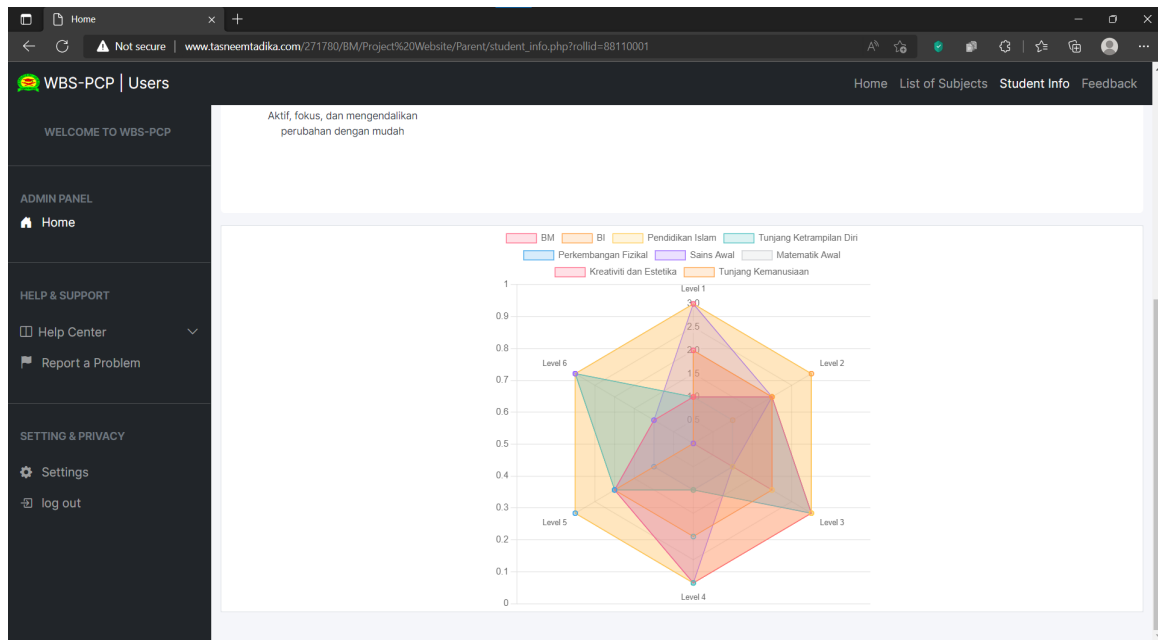 Home
Not secure | www.tasneemtadika.com/271780/BM/Project%20Website/Parent/student_info.php?rollid=88110001
WBS-PCP | Users
Home List of Subjects Student Info Feedback
WELCOME TO WBS-PCP
ADMIN PANEL
Home
HELP & SUPPORT
Help Center
Report a Problem
SETTING & PRIVACY
Settings
log out
Aktif, fokus, dan mengendalikan
perubahan dengan mudah
BM BI Pendidikan Islam Tunjang Ketrampilan Diri
Perkembangan Fizikal Sains Awal Matematik Awal
Kreativiti dan Estetika Tunjang Kemanusiaan
1
0.9
0.8
0.7
0.6
0.5
0.4
0.3
0.2
0.1
0
Level 1
3.0
2.5
2.0
1.5
1.0
0.5
Level 2
Level 3
Level 4
Level 5
Level 6